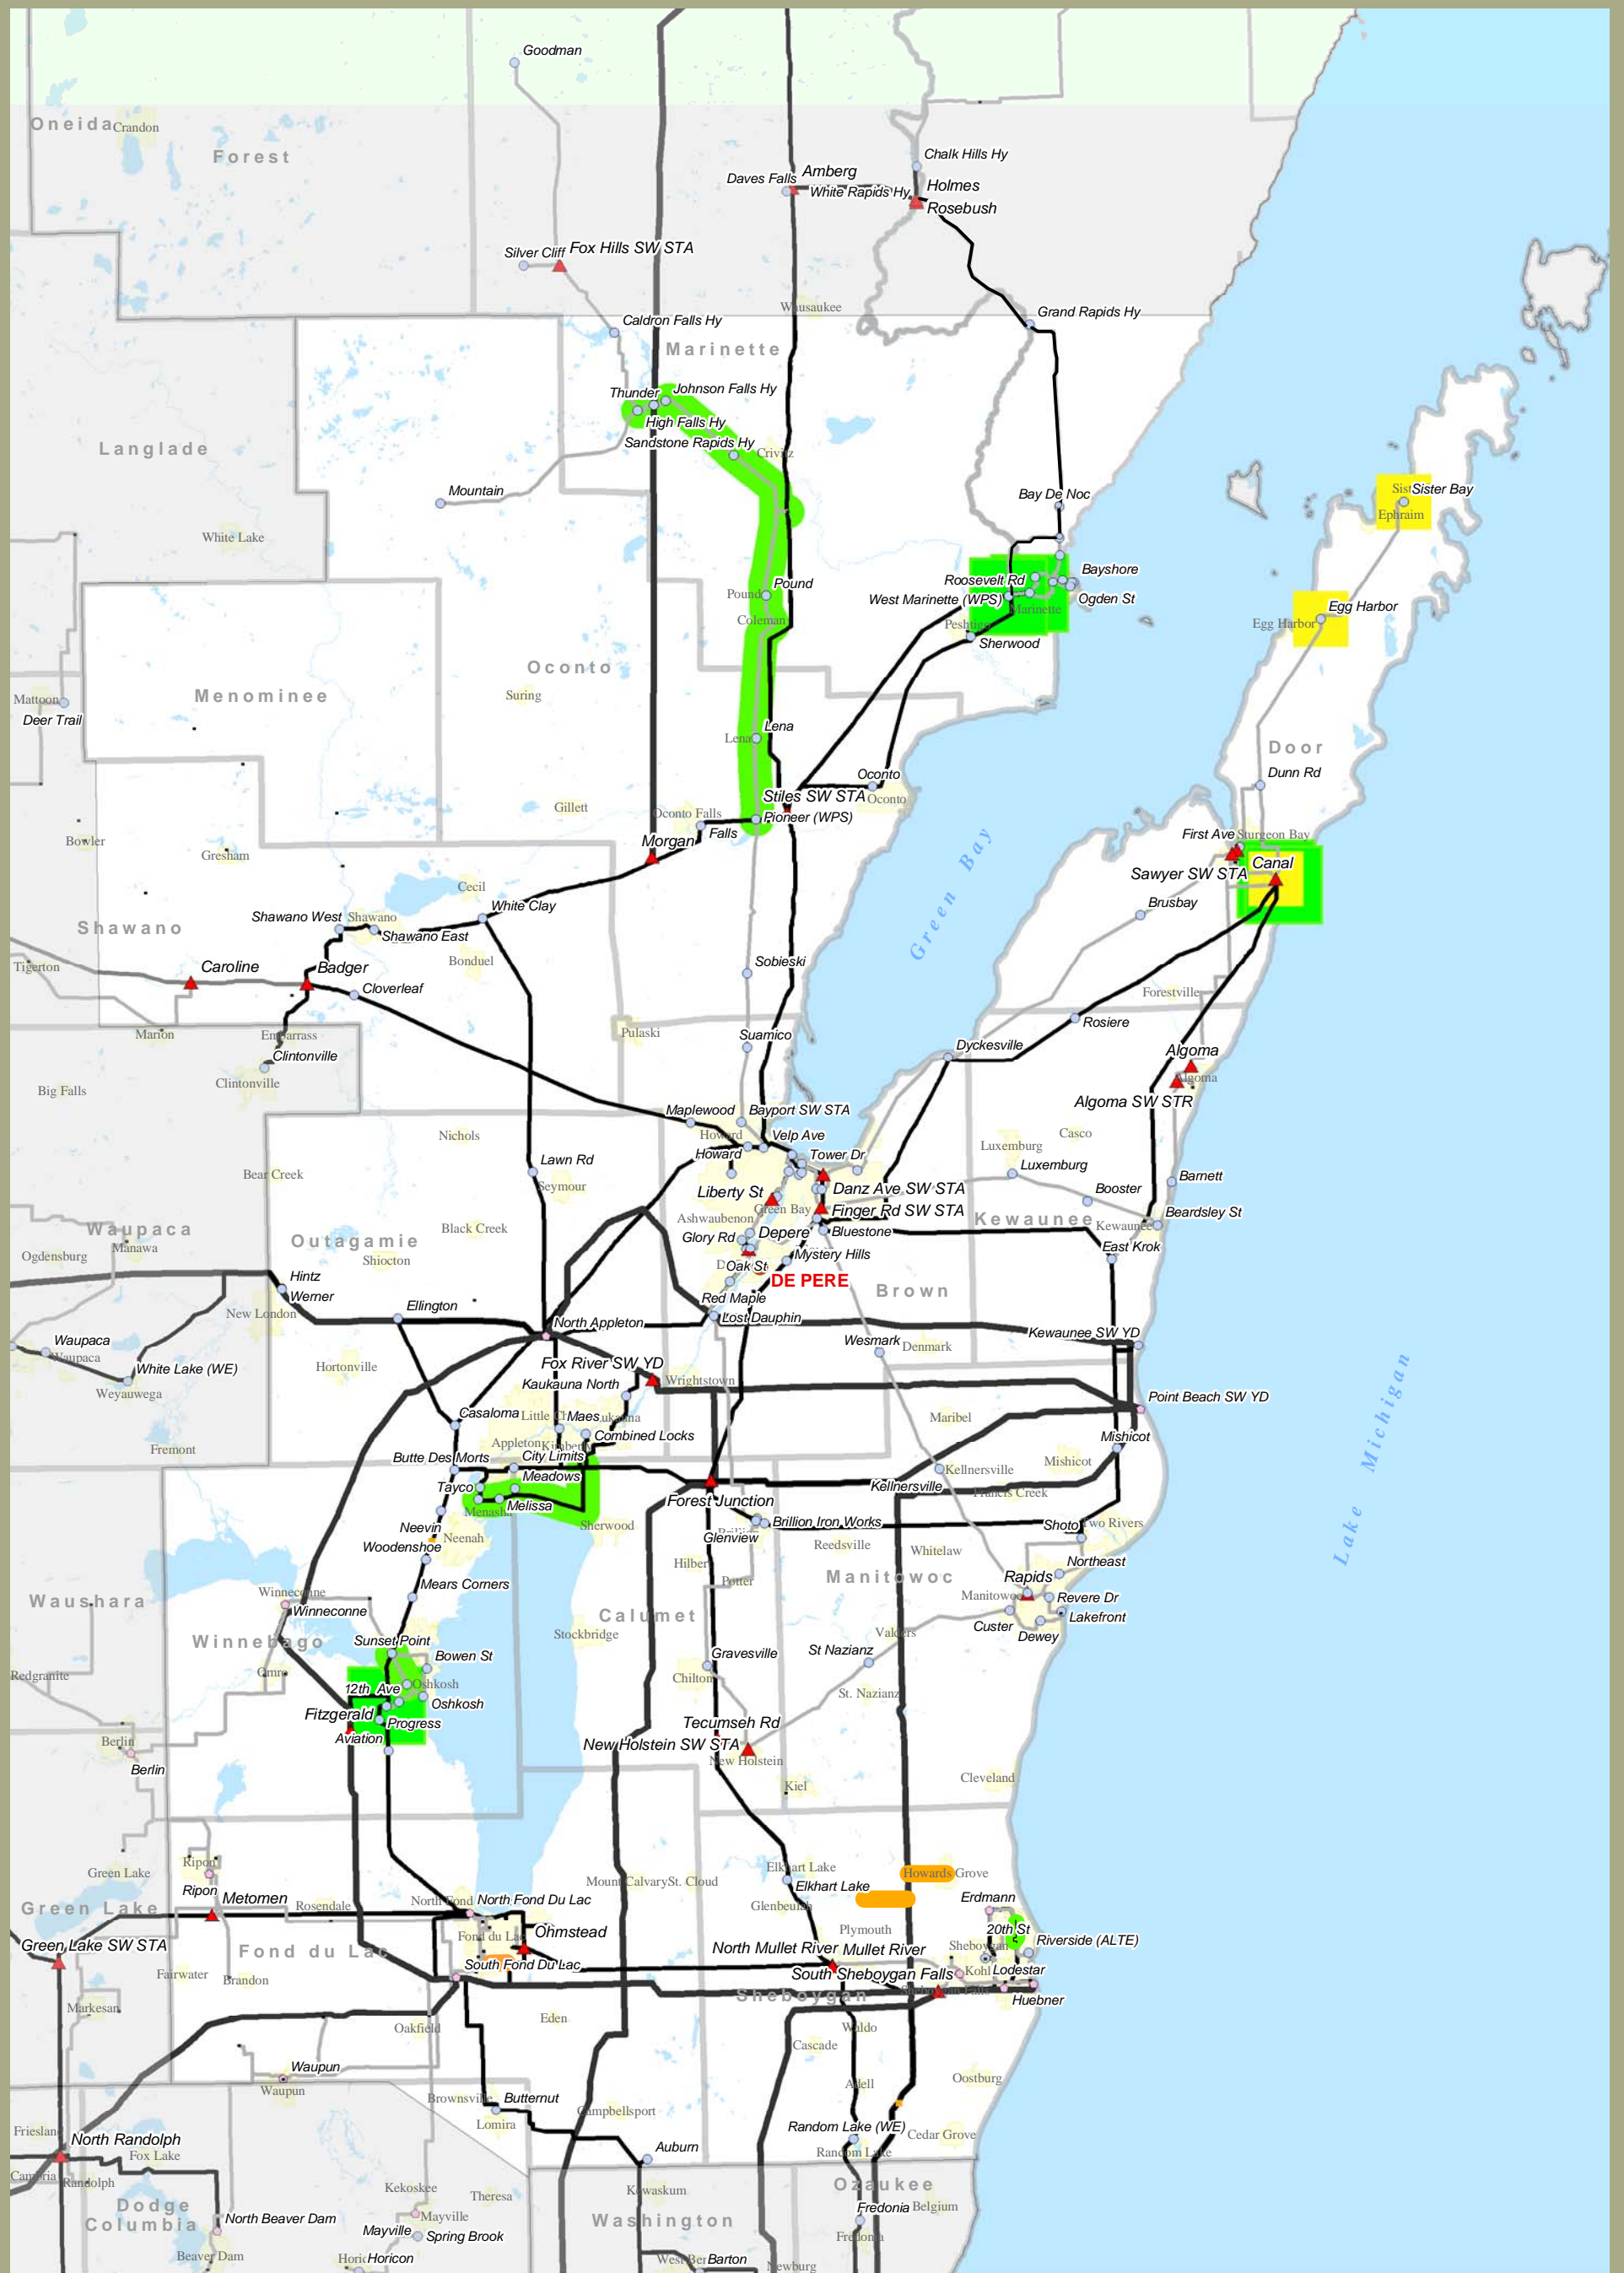 Goodman
Oneida
Crandon
Forest
Chalk Hills Hy
Daves Falls
Amberg
White Rapids Hy
Holmes
Rosebush
Silver Cliff
Fox Hills SW STA
Wausaukee
Grand Rapids Hy
Caldron Falls Hy
Marinette
Thunder
Johnson Falls Hy
High Falls Hy
Sandstone Rapids Hy
Crivitz
Langlade
Mountain
Bay De Noc
Sister Bay
Ephraim
White Lake
Roosevelt Rd
Bayshore
Pound
Pound
West Marinette (WPS)
Ogden St
Marinette
Egg Harbor
Egg Harbor
Coleman
Peshtigo
Sherwood
Oconto
Menominee
Suring
Mattoon
Deer Trail
Lena
Lena
Door
Dunn Rd
Oconto
Stiles SW STA
Oconto
Gillett
Oconto Falls
Pioneer (WPS)
Falls
Morgan
Bowler
Gresham
First Ave
Sturgeon Bay
Canal
Sawyer SW STA
Green Bay
Cecil
White Clay
Brusbay
Shawano West
Shawano
Shawano East
Shawano
Bonduel
Tigerton
Caroline
Badger
Cloverleaf
Sobieski
Forestville
Marion
Embarrass
Pulaski
Suamico
Rosiere
Dyckesville
Clintonville
Clintonville
Algoma
Algoma
Algoma SW STR
Big Falls
Maplewood
Bayport SW STA
Nichols
Howard
Velp Ave
Howard
Tower Dr
Casco
Luxemburg
Luxemburg
Bear Creek
Lawn Rd
Seymour
Liberty St
Danz Ave SW STA
Barnett
Booster
Waupaca
Black Creek
Ashwaubenon
Green Bay
Finger Rd SW STA
Kewaunee
Kewaunee
Beardsley St
Ogdensburg
Manawa
Outagamie
Shiocton
Glory Rd
Depere
Bluestone
Mystery Hills
East Krok
Oak St
DE PERE
Hintz
Werner
Red Maple
Brown
New London
Ellington
North Appleton
Lost Dauphin
Kewaunee SW YD
Waupaca
Waupaca
White Lake (WE)
Weyauwega
Hortonville
Wesmark
Denmark
Fox River SW YD
Wrightstown
Kaukauna North
Point Beach SW YD
Lake Michigan
Casaloma
Maes
Combined Locks
Maribel
Fremont
Appleton
Mishicot
Mishicot
Butte Des Morts
City Limits
Meadows
Kellnersville
Kellnersville
Tayco
Melissa
Menasha
Forest Junction
Francis Creek
Neevin
Neenah
Sherwood
Brillion Iron Works
Glenview
Shoto
Two Rivers
Woodenshoe
Reedsville
Whitelaw
Hilbert
Northeast
Potter
Manitowoc
Rapids
Mears Corners
Winneconne
Winneconne
Waushara
Manitowoc
Revere Dr
Lakefront
Custer
Dewey
Calumet
Stockbridge
Valders
Winnebago
Sunset Point
Bowen St
St Nazianz
Gravesville
Chilton
Redgranite
Omro
12th Ave
Oshkosh
Oshkosh
St. Nazianz
Fitzgerald
Progress
Aviation
Tecumseh Rd
New Holstein SW STA
New Holstein
Berlin
Berlin
Kiel
Cleveland
Ripon
Ripon
Green Lake
Elkhart Lake
Elkhart Lake
Howards Grove
Mount Calvary
St. Cloud
Metomen
Green Lake
Rosendale
North Fond
North Fond Du Lac
Glenbeulah
Erdmann
Plymouth
20th St
Ohmstead
Fond du Lac
Green Lake SW STA
Fond du Lac
South Fond Du Lac
North Mullet River
Mullet River
Riverside (ALTE)
Sheboygan
Kohl
Lodestar
Fairwater
Brandon
South Sheboygan Falls
Sheboygan Falls
Huebner
Sheboygan
Markesan
Eden
Oakfield
Waldo
Cascade
Waupun
Waupun
Oostburg
Adell
Brownsville
Butternut
Lomira
Campbellsport
Random Lake (WE)
Random Lake
Cedar Grove
Friesland
North Randolph
Fox Lake
Auburn
Cambria
Randolph
Kekoskee
Theresa
Kewaskum
Ozaukee
Dodge
Columbia
North Beaver Dam
Mayville
Mayville
Spring Brook
Washington
Fredonia
Fredonia
Belgium
Beaver Dam
Horicon
West Ben
Barton
Newburg